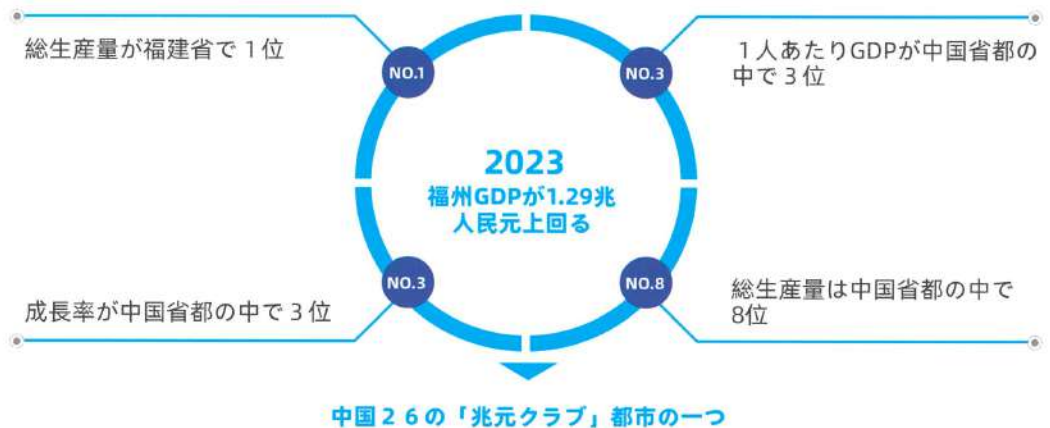 総生産量が福建省で１位
NO.1
NO.3
１人あたりGDPが中国省都の
中で３位
2023
福州GDPが1.29兆
人民元上回る
成長率が中国省都の中で３位
NO.3
NO.8
総生産量は中国省都の中で
8位
中国２６の「兆元クラブ」都市の一つ